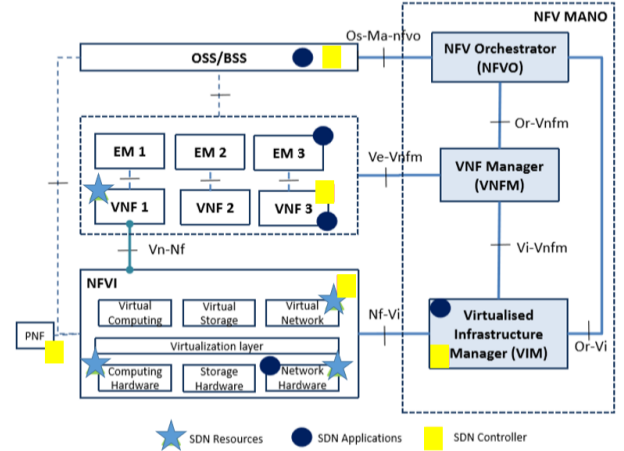 NFV MANO
Os-Ma-nfvo
OSS/BSS
NFV Orchestrator
(NFVO)
Or-Vnfm
EM 1
EM 2
EM 3
Ve-Vnfm
VNF Manager
(VNFM)
VNF 1
VNF 2
VNF 3
Vn-Nf
Vi-Vnfm
NFVI
Virtual
Computing
Virtual
Storage
Virtual
Network
Nf-Vi
Virtualised
Infrastructure
Manager (VIM)
Or-Vi
PNF
Virtualization layer
Computing
Hardware
Storage
Hardware
Network
Hardware
SDN Resources
SDN Applications
SDN Controller